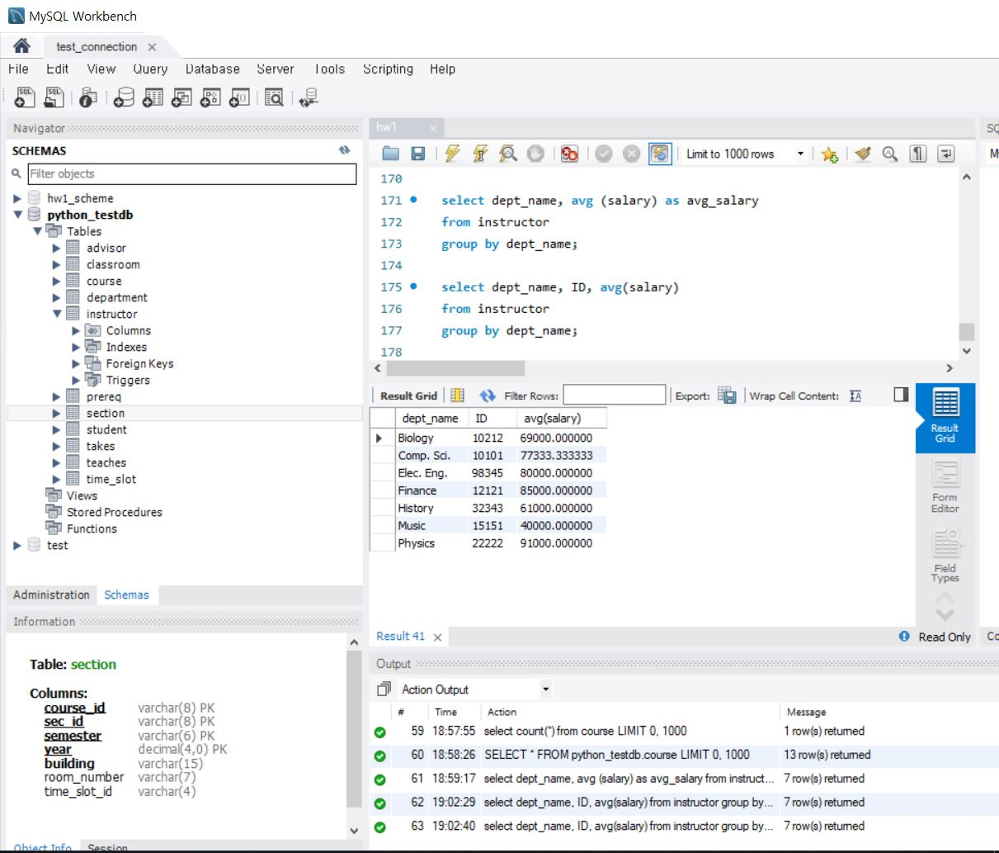 MySQL Workbench
test_connection
File Edit View Query Database Server Tools Scripting Help
Navigator
SCHEMAS
Filter objects
hw1_scheme
python_testdb
Tables
advisor
classroom
course
department
instructor
Columns
Indexes
Foreign Keys
Triggers
prereq
section
student
takes
teaches
time_slot
Views
Stored Procedures
Functions
test
Administration Schemas
Information
Table: section
Columns:
course_id varchar(8) PK
sec_id varchar(8) PK
semester varchar(6) PK
year decimal(4,0) PK
building varchar(15)
room_number varchar(7)
time_slot_id varchar(4)
Object Info Session
hw1
Limit to 1000 rows
170
171 select dept_name, avg (salary) as avg_salary
172 from instructor
173 group by dept_name;
174
175 select dept_name, ID, avg(salary)
176 from instructor
177 group by dept_name;
178
Result Grid Filter Rows: Export: Wrap Cell Content:
dept_name ID avg(salary)
Biology 10212 69000.000000
Comp. Sci. 10101 77333.333333
Elec. Eng. 98345 80000.000000
Finance 12121 85000.000000
History 32343 61000.000000
Music 15151 40000.000000
Physics 22222 91000.000000
Result
Grid
Form
Editor
Field
Types
Result 41
Read Only
Output
Action Output
# Time Action Message
59 18:57:55 select count(*) from course LIMIT 0, 1000 1 row(s) returned
60 18:58:26 SELECT * FROM python_testdb.course LIMIT 0, 1000 13 row(s) returned
61 18:59:17 select dept_name, avg (salary) as avg_salary from instruct... 7 row(s) returned
62 19:02:29 select dept_name, ID, avg(salary) from instructor group by... 7 row(s) returned
63 19:02:40 select dept_name, ID, avg(salary) from instructor group by... 7 row(s) returned